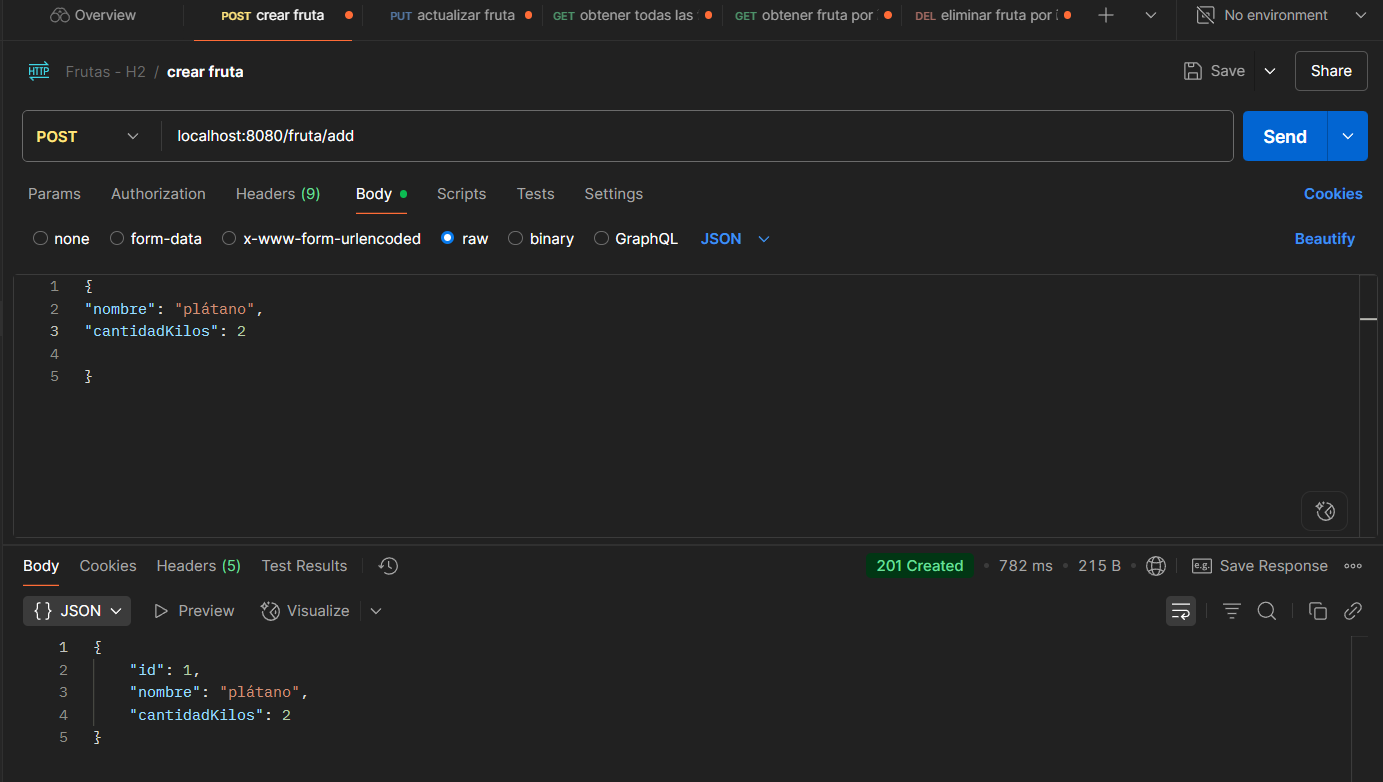 Overview POST crear fruta PUT actualizar fruta GET obtener todas las GET obtener fruta por DEL eliminar fruta por No environment
HTTP Frutas - H2 / crear fruta Save Share
POST localhost:8080/fruta/add Send
Params Authorization Headers (9) Body Scripts Tests Settings Cookies
none form-data x-www-form-urlencoded raw binary GraphQL JSON Beautify
1 {
2 "nombre": "plátano",
3 "cantidadKilos": 2
4
5 }
Body Cookies Headers (5) Test Results 201 Created • 782 ms • 215 B • e.g. Save Response
{} JSON Preview Visualize
1 {
2 "id": 1,
3 "nombre": "plátano",
4 "cantidadKilos": 2
5 }